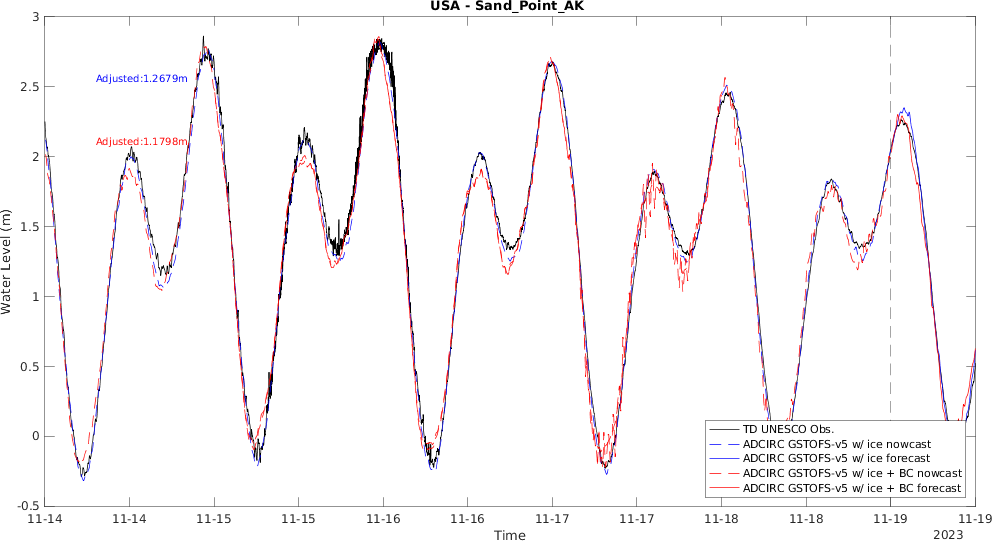 USA - Sand_Point_AK
3
2.5
2
1.5
1
0.5
0
-0.5
Water Level (m)
Adjusted:1.2679m
Adjusted:1.1798m
TD UNESCO Obs.
ADCIRC GSTOFS-v5 w/ ice nowcast
ADCIRC GSTOFS-v5 w/ ice forecast
ADCIRC GSTOFS-v5 w/ ice + BC nowcast
ADCIRC GSTOFS-v5 w/ ice + BC forecast
11-14 11-14 11-15 11-15 11-16 11-16 11-17 11-17 11-18 11-18 11-19 11-19
Time
2023